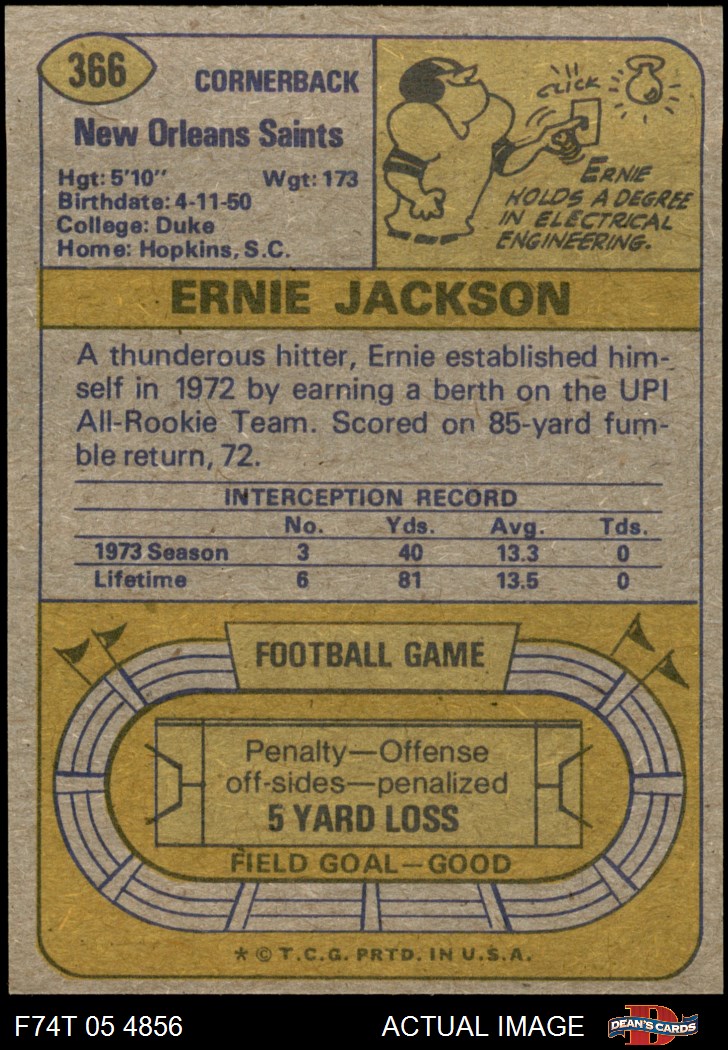 366
CORNERBACK
New Orleans Saints
Hgt: 5'10" Wgt: 173
Birthdate: 4-11-50
College: Duke
Home: Hopkins, S.C.
CLICK
ERNIE
HOLDS A DEGREE
IN ELECTRICAL
ENGINEERING.
ERNIE JACKSON
A thunderous hitter, Ernie established him-
self in 1972 by earning a berth on the UPI
All-Rookie Team. Scored on 85-yard fum-
ble return, 72.
INTERCEPTION RECORD
No. Yds. Avg. Tds.
1973 Season 3 40 13.3 0
Lifetime 6 81 13.5 0
FOOTBALL GAME
Penalty—Offense
off-sides—penalized
5 YARD LOSS
FIELD GOAL—GOOD
* © T.C.G. PRTD. IN U.S.A.
F74T 05 4856 ACTUAL IMAGE
D
DEAN'S CARDS